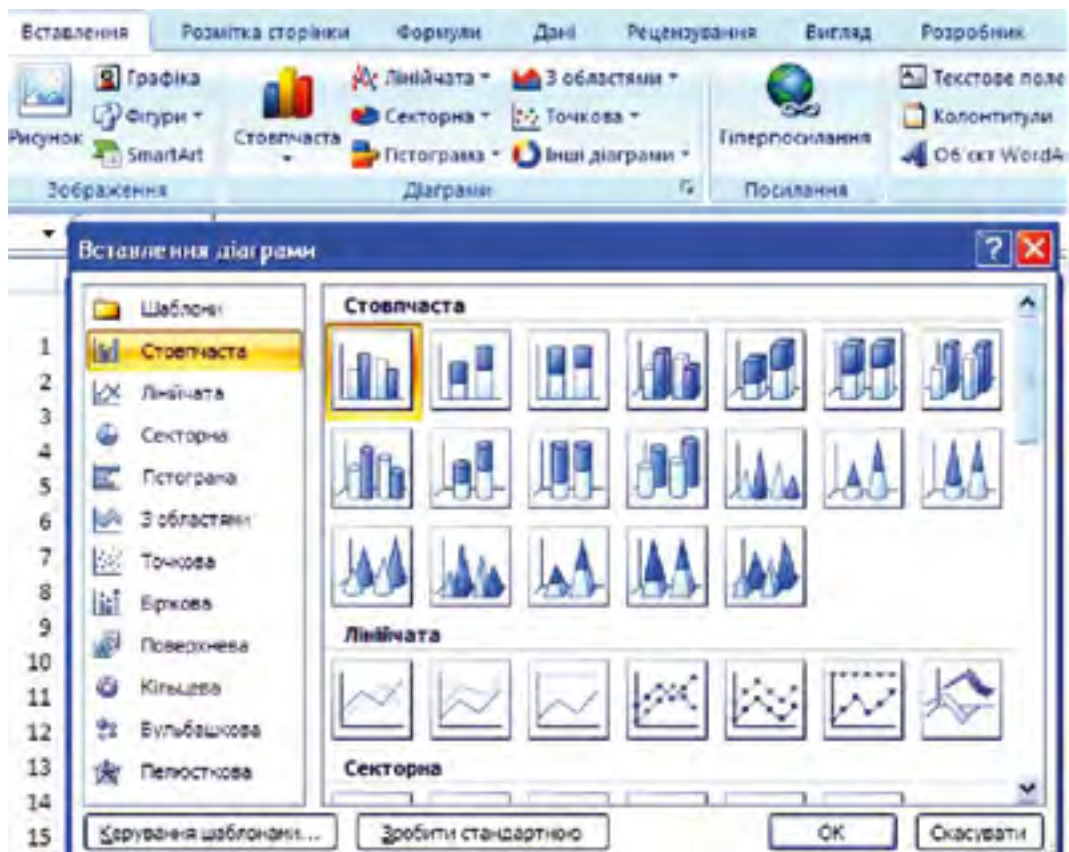 Вставлення Розмітка сторінки Формули Дані Рецензування Вигляд Розробник
Рисунок
Графіка
Фігури
SmartArt
Зображення
Стовпчаста
Лінійчата
Секторна
Гістограма
З областями
Точкова
Інші діаграми
Діаграми
Гіперпосилання
Посилання
Текстове поле
Колонтитули
Об'єкт WordA
Вставлення діаграми ?
Шаблони
Стовпчаста
Лінійчата
Секторна
Гістограма
З областями
Точкова
Біржова
Поверхнева
Кільцева
Бульбашкова
Пелюсткова
Стовпчаста
Лінійчата
Секторна
1
2
3
4
5
6
7
8
9
10
11
12
13
14
15
Керування шаблонами... Зробити стандартною ОК Скасувати